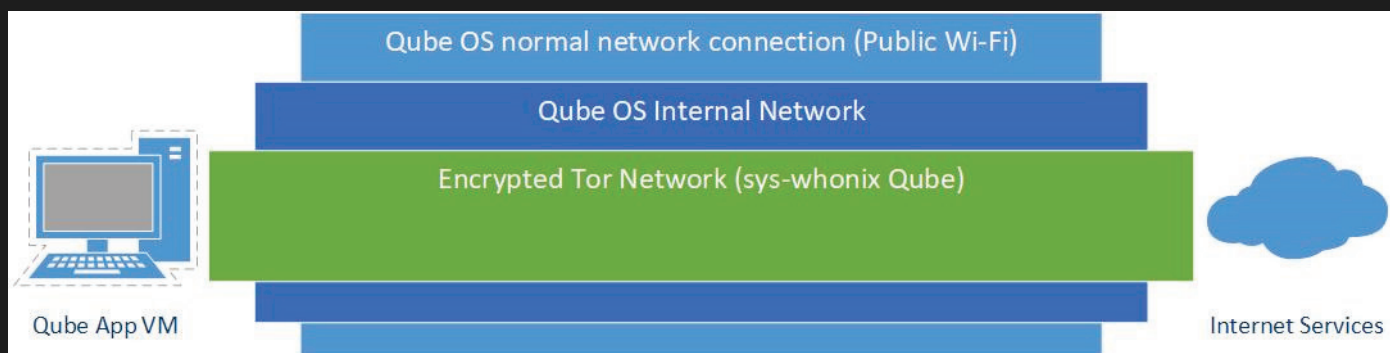 Qube OS normal network connection (Public Wi-Fi)
Qube OS Internal Network
Encrypted Tor Network (sys-whonix Qube)
Qube App VM
Internet Services